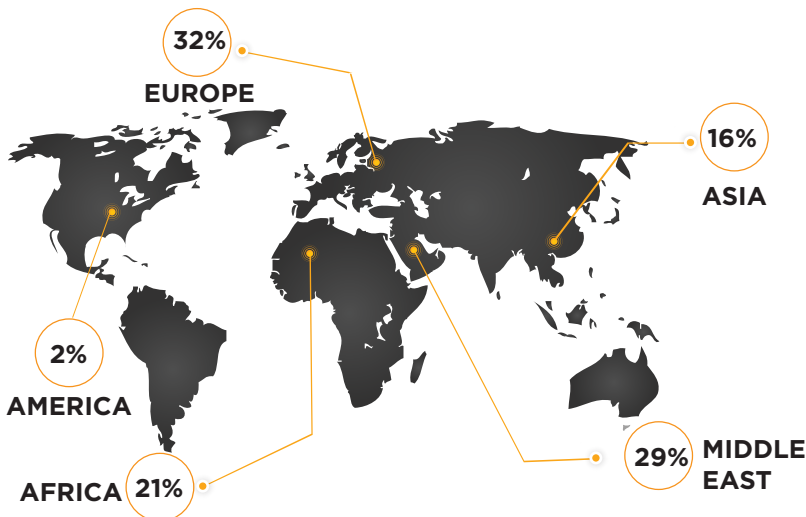 32%
EUROPE
16%
ASIA
2%
AMERICA
AFRICA 21%
29% MIDDLE
EAST